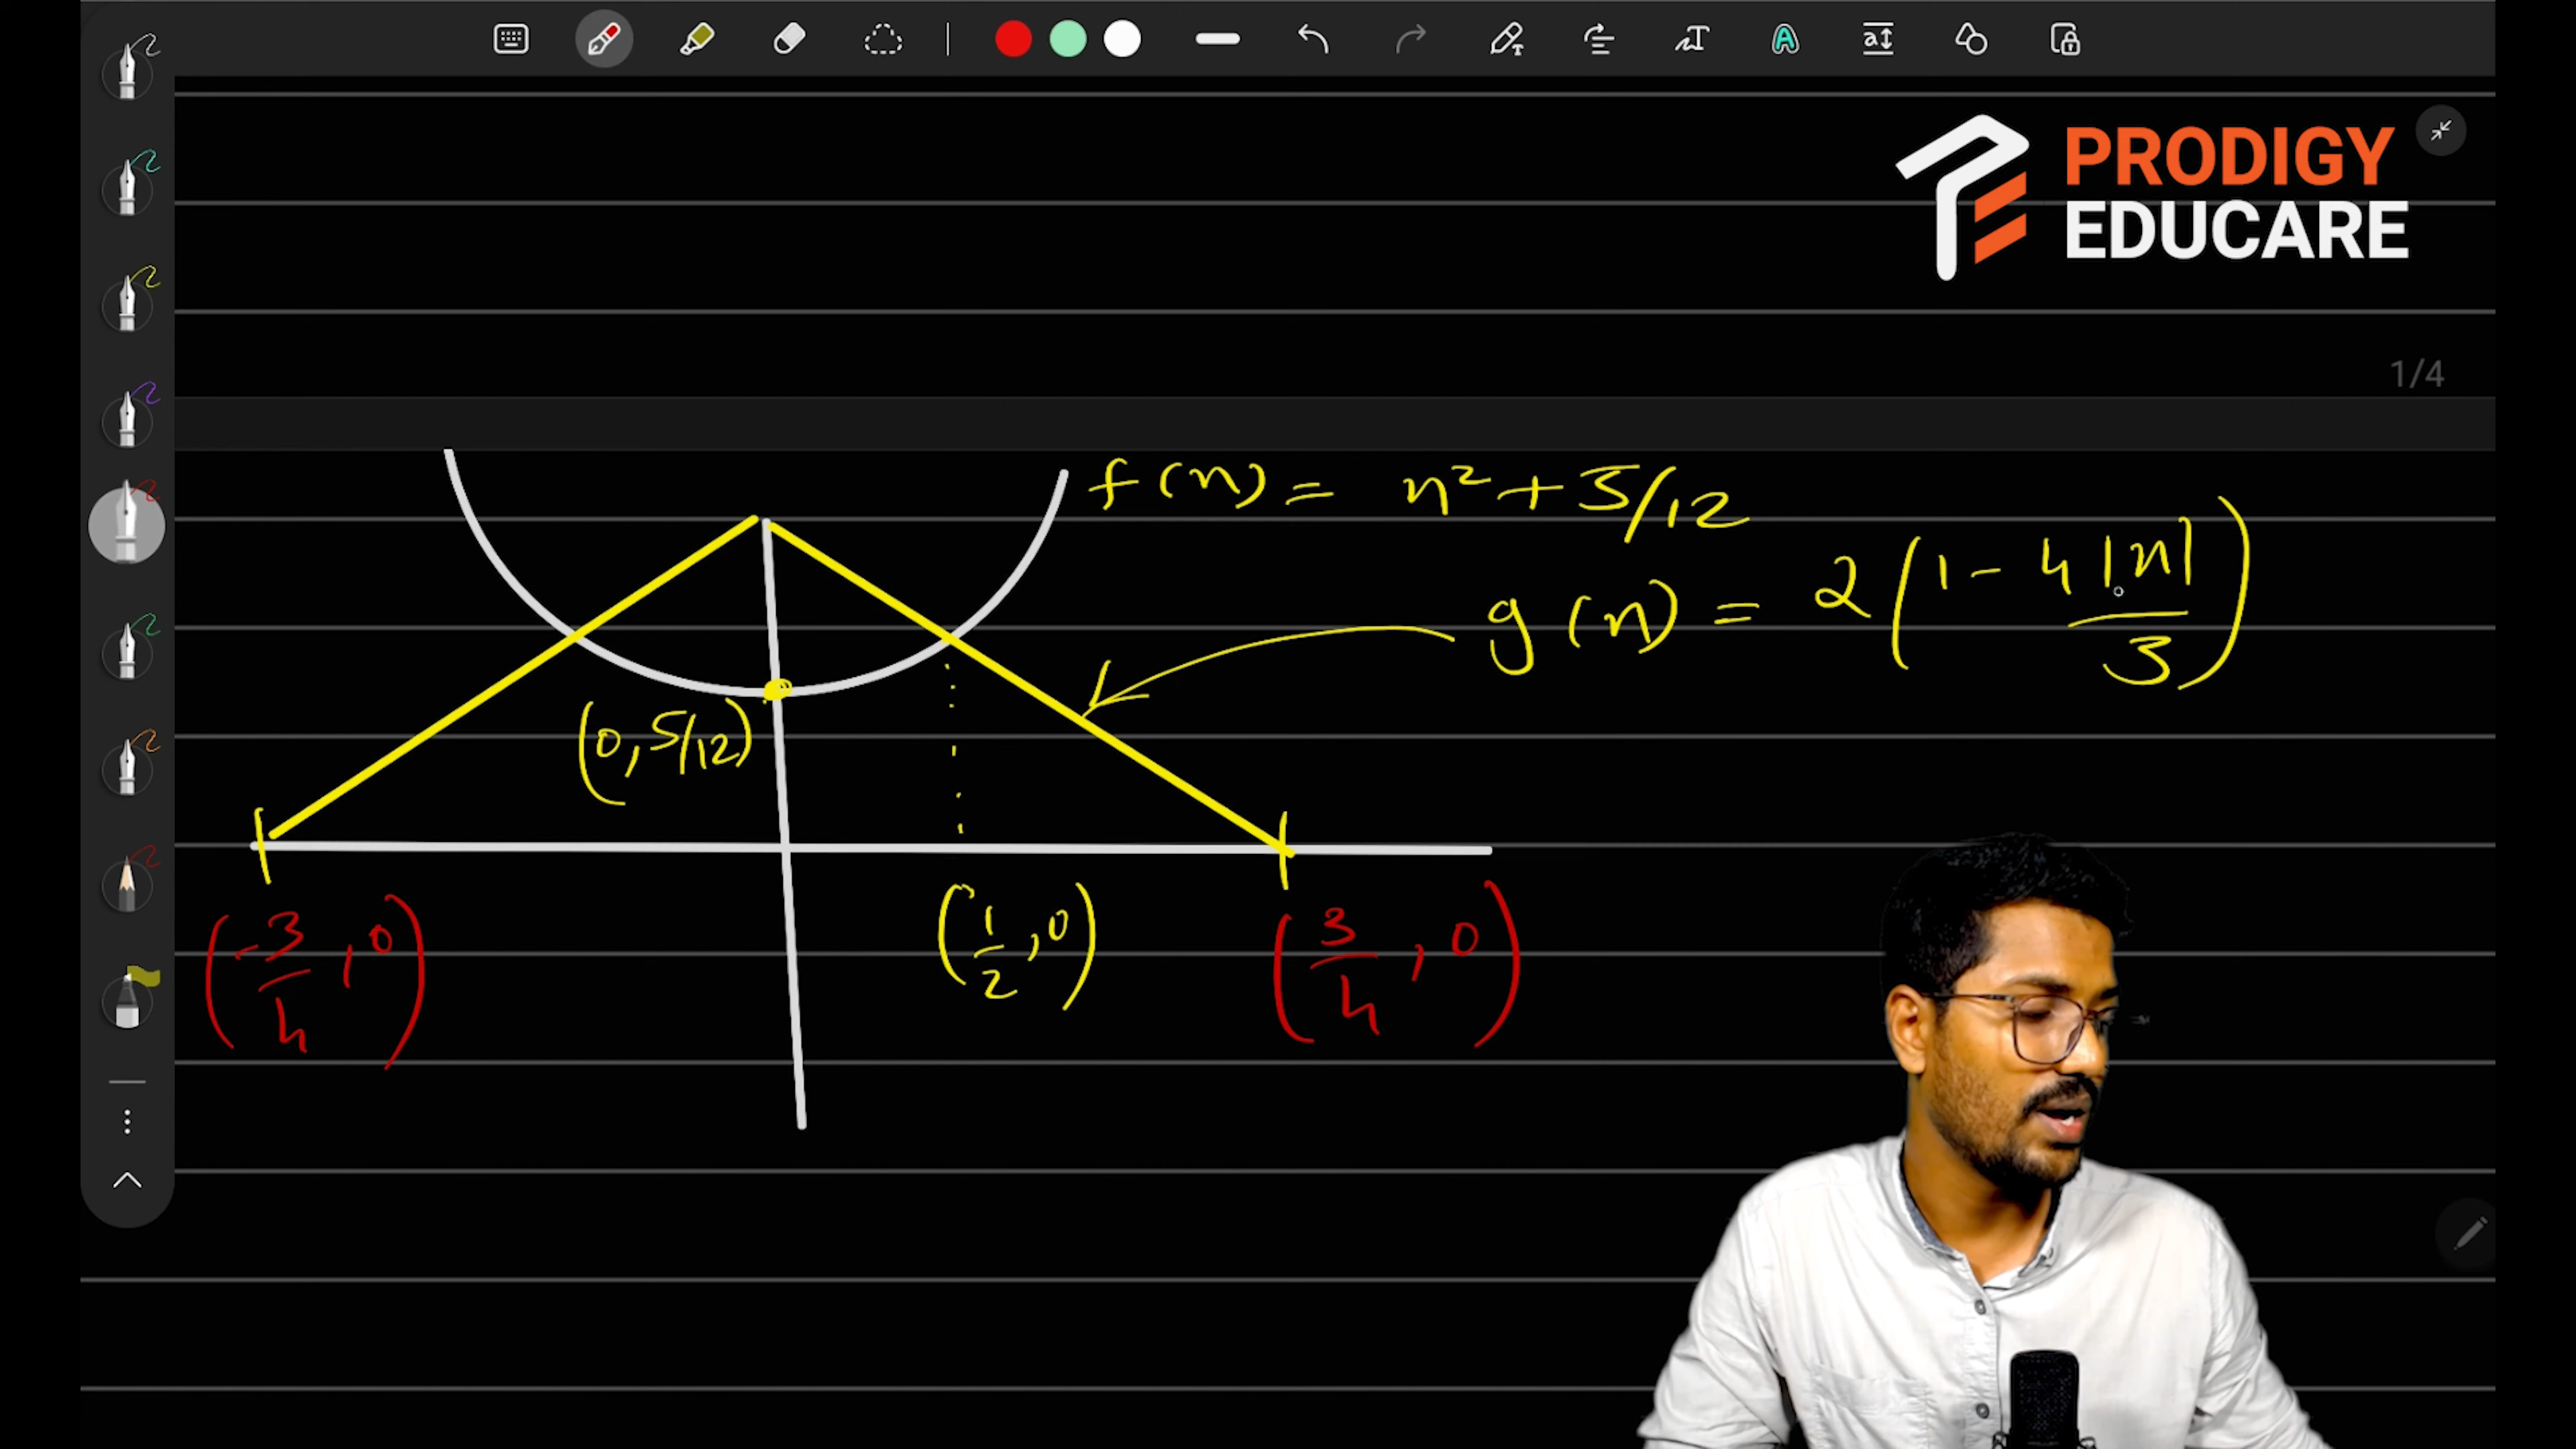 PRODIGY
EDUCARE
1/4
f(n) = n² + 5/12
g(n) = 2(1 - 4|n|/3)
(0, 5/12)
(-3/4, 0)
(1/2, 0)
(3/4, 0)